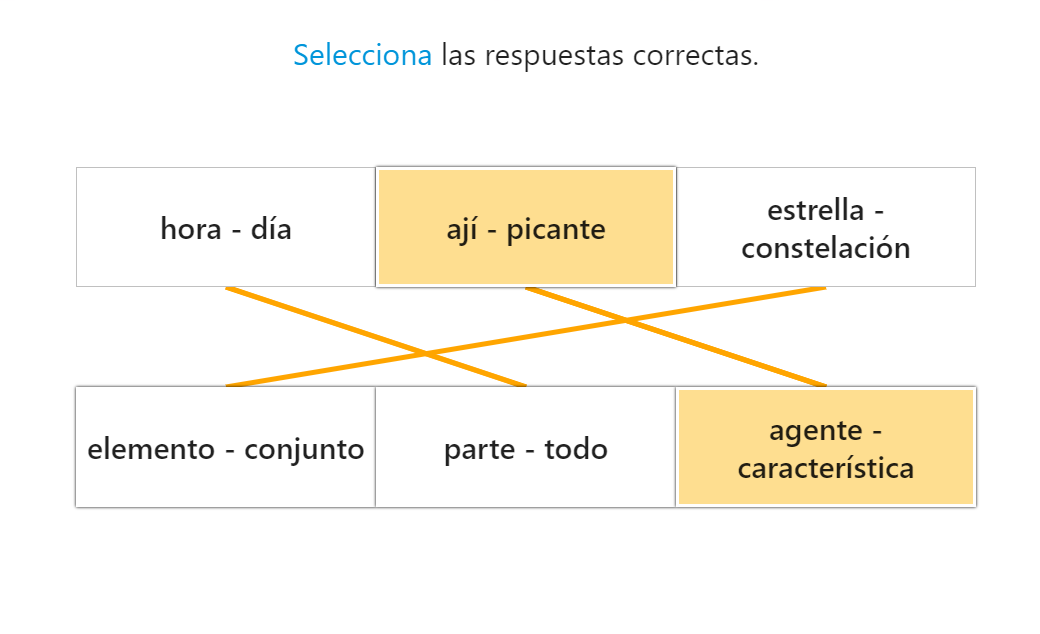 Selecciona las respuestas correctas.
hora - día
ají - picante
estrella -
constelación
elemento - conjunto
parte - todo
agente -
característica